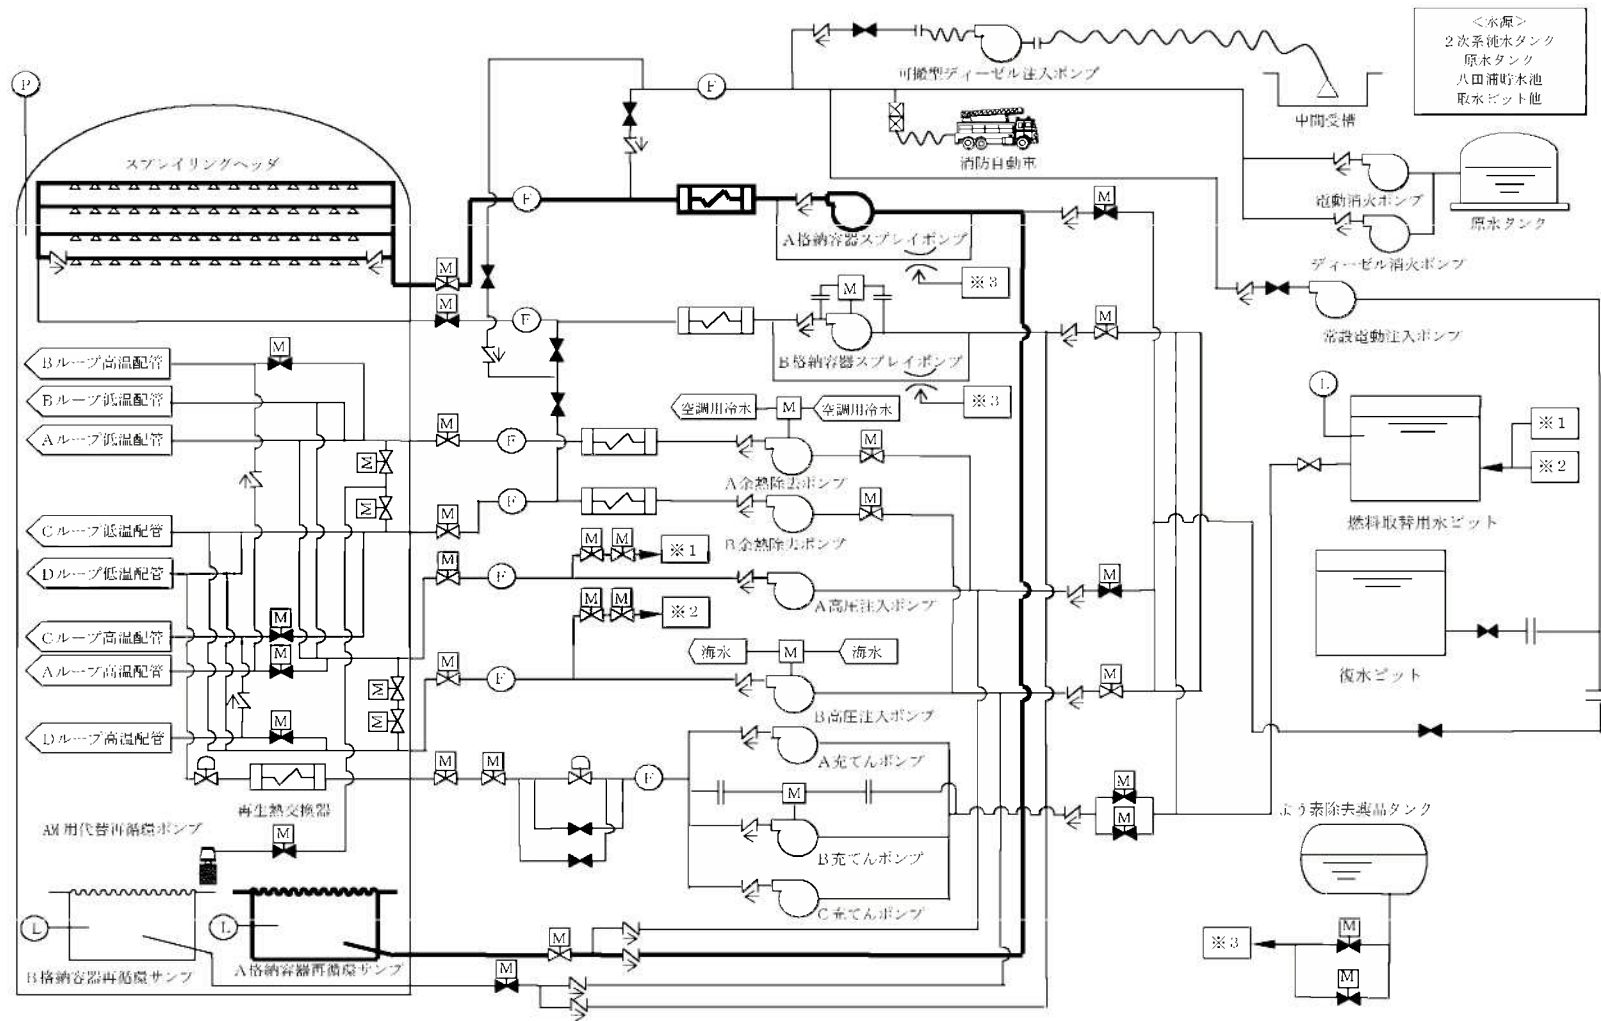 <水源>
2次系純水タンク
原水タンク
八田浦貯水池
取水ピット他
可搬型ディーゼル注入ポンプ
中間受槽
消防自動車
P
F
スプレイリングヘッダ
電動消火ポンプ
原水タンク
ディーゼル消火ポンプ
F
M
A格納容器スプレイポンプ
※3
M
M
F
M
M
常設電動注入ポンプ
B格納容器スプレイポンプ
※3
Bループ高温配管
M
Bループ低温配管
空調用冷水
M
空調用冷水
L
※1
※2
燃料取替用水ピット
Aループ低温配管
M
F
M
M
A余熱除去ポンプ
M
Cループ低温配管
M
F
M
B余熱除去ポンプ
Dループ低温配管
M
F
M
M
※1
A高圧注入ポンプ
M
M
M
※2
Cループ高温配管
M
Aループ高温配管
M
M
F
海水
M
海水
M
B高圧注入ポンプ
復水ピット
M
M
Dループ高温配管
M
再生熱交換器
M
M
F
A充てんポンプ
M
B充てんポンプ
C充てんポンプ
M
M
よう素除去薬品タンク
AM用代替再循環ポンプ
M
L
B格納容器再循環サンプ
L
A格納容器再循環サンプ
M
M
※3
M
M